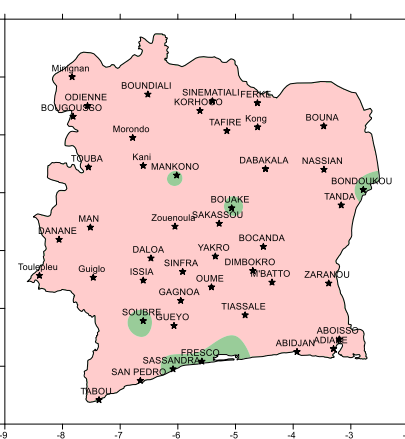 Minignan
BOUNDIALI
SINEMATIALI
FERKE
ODIENNE
KORHOGO
BOUGOUSSO
TAFIRE
Kong
BOUNA
Morondo
TOUBA
Kani
MANKONO
DABAKALA
NASSIAN
BONDOUKOU
BOUAKE
TANDA
MAN
Zouenoula
SAKASSOU
DANANE
BOCANDA
DALOA
YAKRO
Toulepleu
Guiglo
SINFRA
DIMBOKRO
ISSIA
OUME
M'BATTO
ZARANOU
GAGNOA
SOUBRE
GUEYO
TIASSALE
ABOISSO
ABIDJAN
ADIAKE
FRESCO
SASSANDRA
SAN PEDRO
TABOU
-8 -7 -6 -5 -4 -3